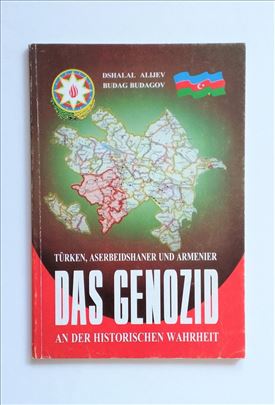 DSHALAL ALIJEV
BUDAG BUDAGOV
TÜRKEN, ASERBEIDSHANER UND ARMENIER
DAS GENOZID
AN DER HISTORISCHEN WAHRHEIT